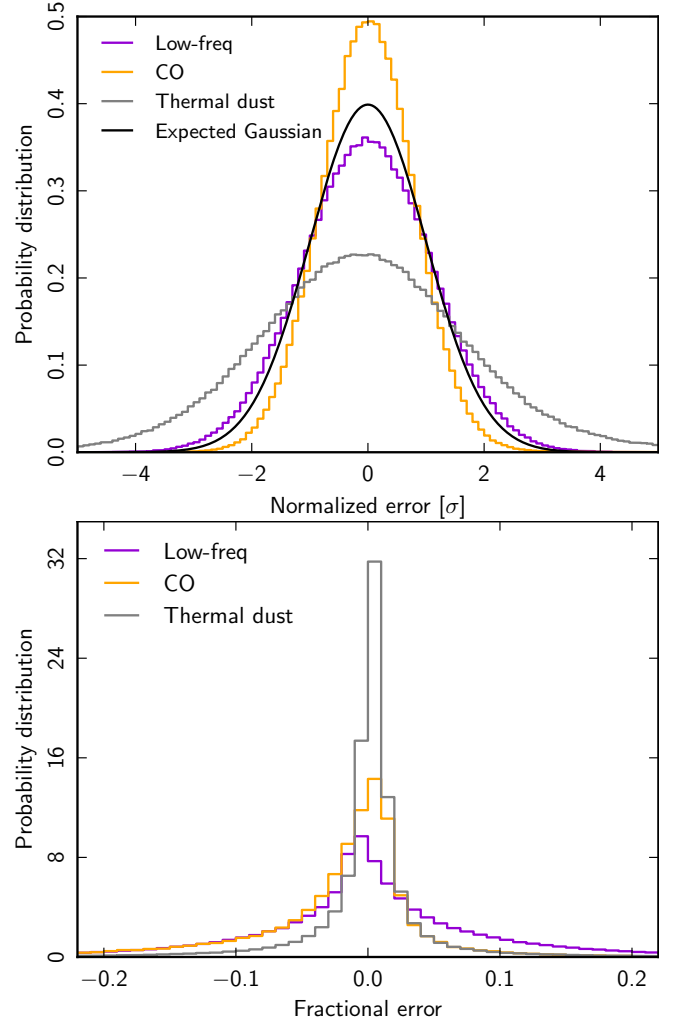 0.5
Low-freq
CO
Thermal dust
Expected Gaussian
0.4
0.3
0.2
0.1
0.0
Probability distribution
−4 −2 0 2 4
Normalized error [σ]
Low-freq
CO
Thermal dust
32
24
16
8
0
Probability distribution
−0.2 −0.1 0.0 0.1 0.2
Fractional error